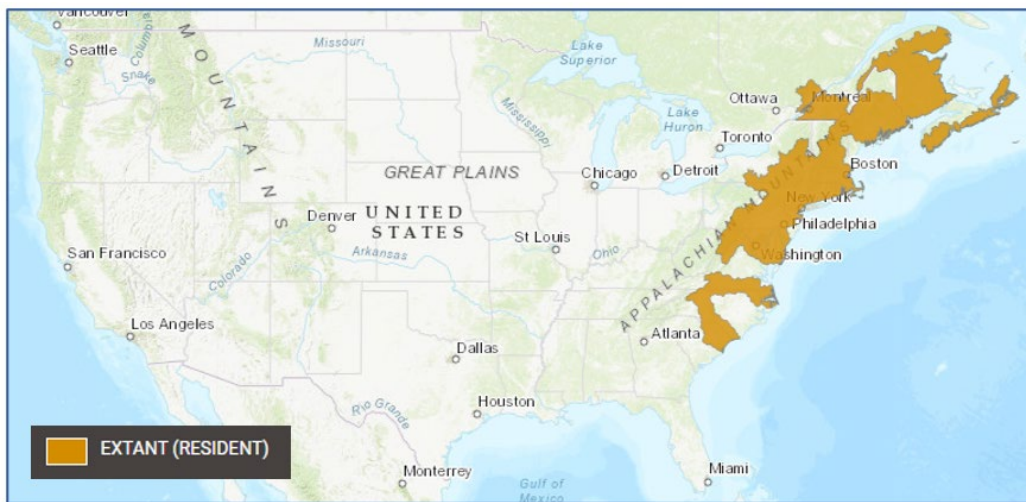 Vancouver
Seattle
Columbia
Snake
MOUNTAINS
Missouri
Lake
Superior
Mississippi
Lake
Huron
Ottawa
Montréal
Toronto
GREAT PLAINS
Chicago
Detroit
Boston
New York
Philadelphia
Washington
APPALACHIAN MOUNTAINS
Denver
UNITED
STATES
St Louis
Ohio
Arkansas
Colorado
San Francisco
Los Angeles
Atlanta
Dallas
Houston
Rio Grande
Monterrey
Gulf of
Mexico
Miami
EXTANT (RESIDENT)